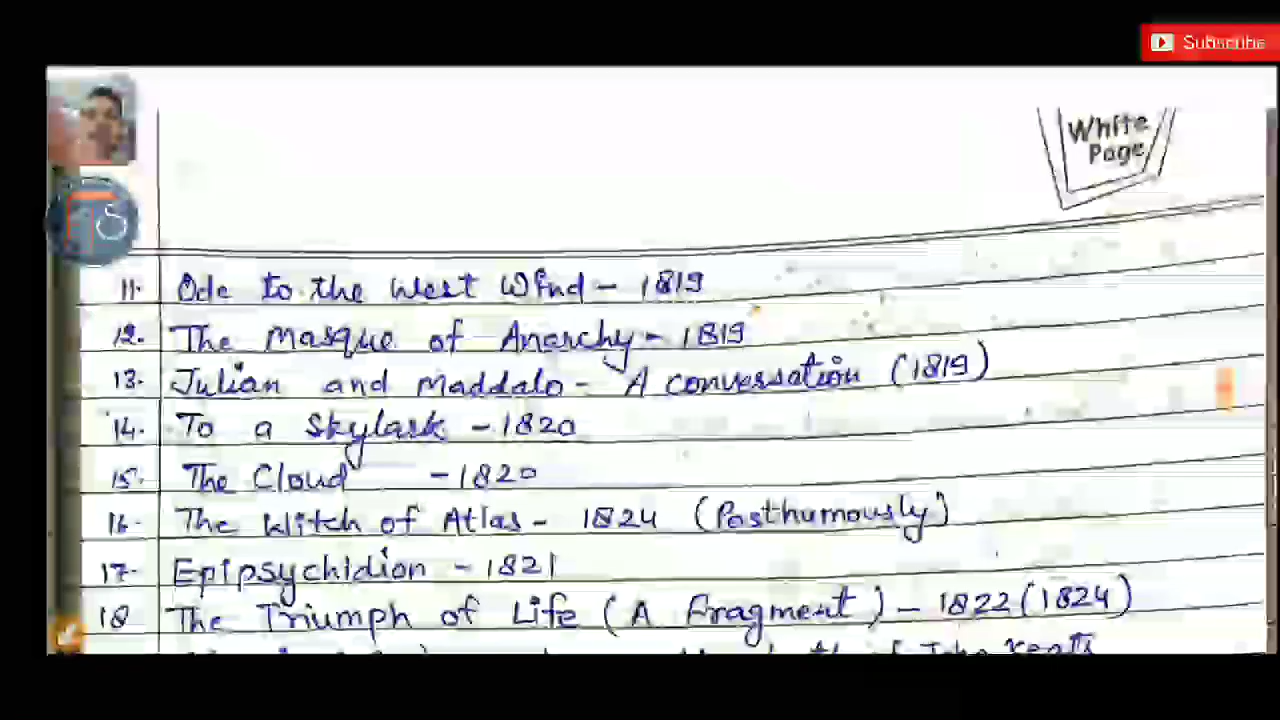 Subscribe
White
Page
11. Ode to the West Wind - 1819
12. The Masque of Anarchy - 1819
13. Julian and Maddalo - A conversation (1819)
14. To a Skylark - 1820
15. The Cloud - 1820
16. The Witch of Atlas - 1824 (Posthumously)
17. Epipsychidion - 1821
18 The Triumph of Life (A Fragment) - 1822 (1824)